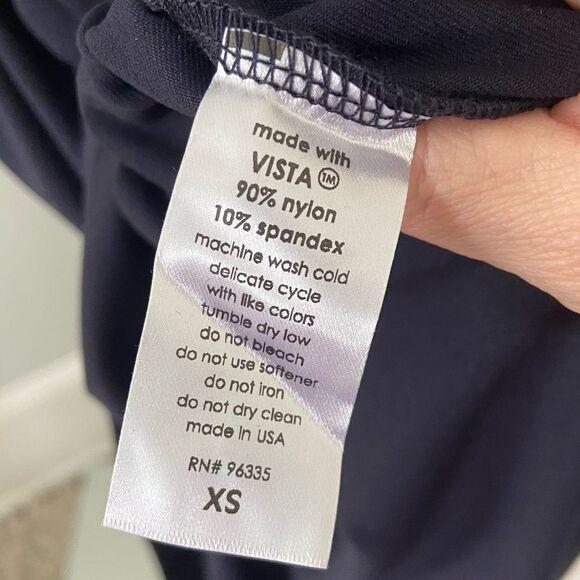 made with
VISTA™
90% nylon
10% spandex
machine wash cold
delicate cycle
with like colors
tumble dry low
do not bleach
do not use softener
do not iron
do not dry clean
made in USA
RN# 96335
XS